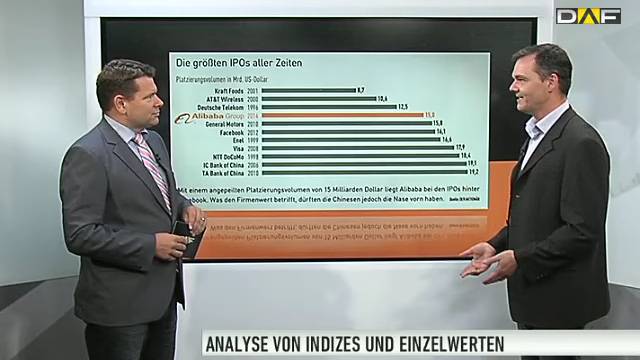 DAF
Die größten IPOs aller Zeiten
Platzierungsvolumen in Mrd. US-Dollar
Kraft Foods 2001 8,7
AT&T Wireless 2000 10,6
Deutsche Telekom 1996 12,5
Alibaba Group 2014 15,0
General Motors 2010 15,8
Facebook 2012 16,1
Enel 1999 16,6
Visa 2008 17,9
NTT DoCoMo 1998 18,4
IC Bank of China 2006 19,1
TA Bank of China 2010 19,2
Mit einem angepeilten Platzierungsvolumen von 15 Milliarden Dollar liegt Alibaba bei den IPOs hinter
Facebook. Was den Firmenwert betrifft, dürften die Chinesen jedoch die Nase vorn haben.
ANALYSE VON INDIZES UND EINZELWERTEN